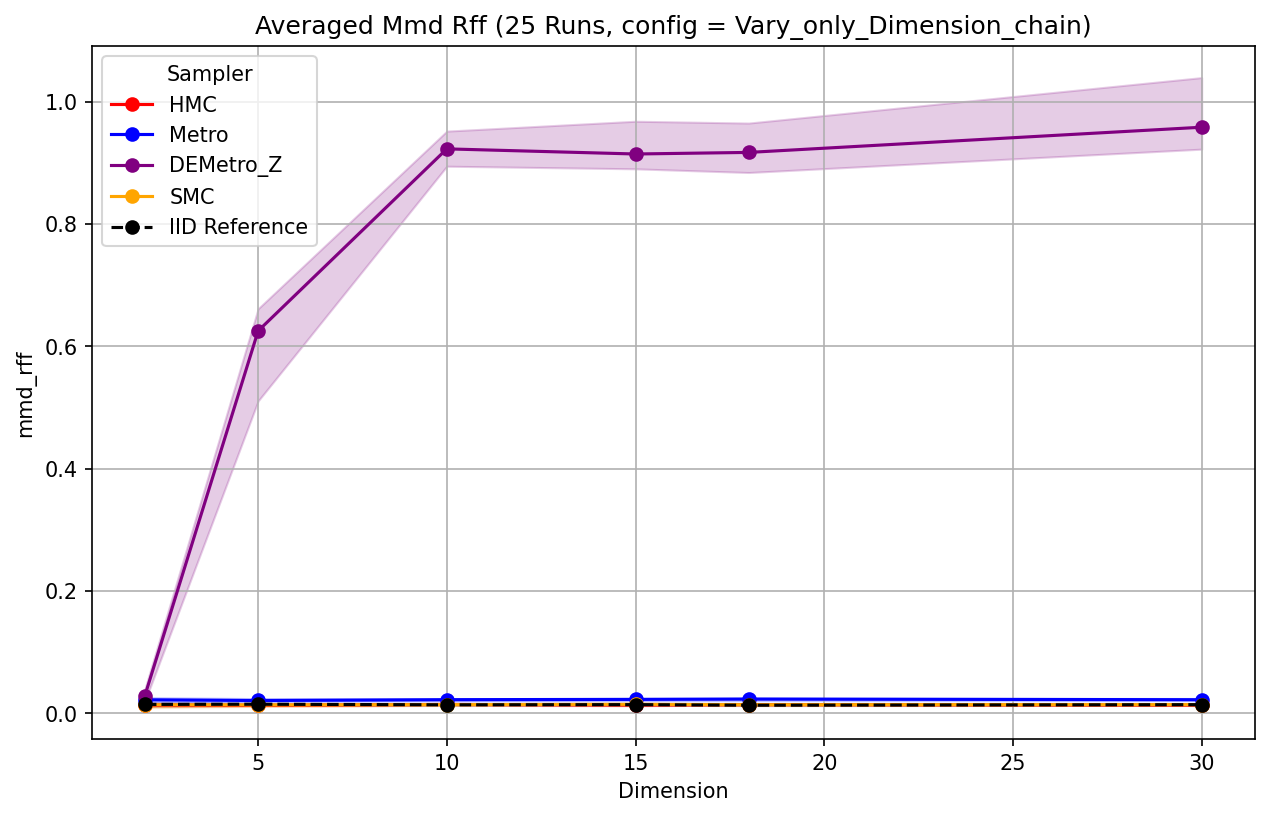 Averaged Mmd Rff (25 Runs, config = Vary_only_Dimension_chain)
Sampler
HMC
Metro
DEMetro_Z
SMC
IID Reference
mmd_rff
1.0
0.8
0.6
0.4
0.2
0.0
5 10 15 20 25 30
Dimension